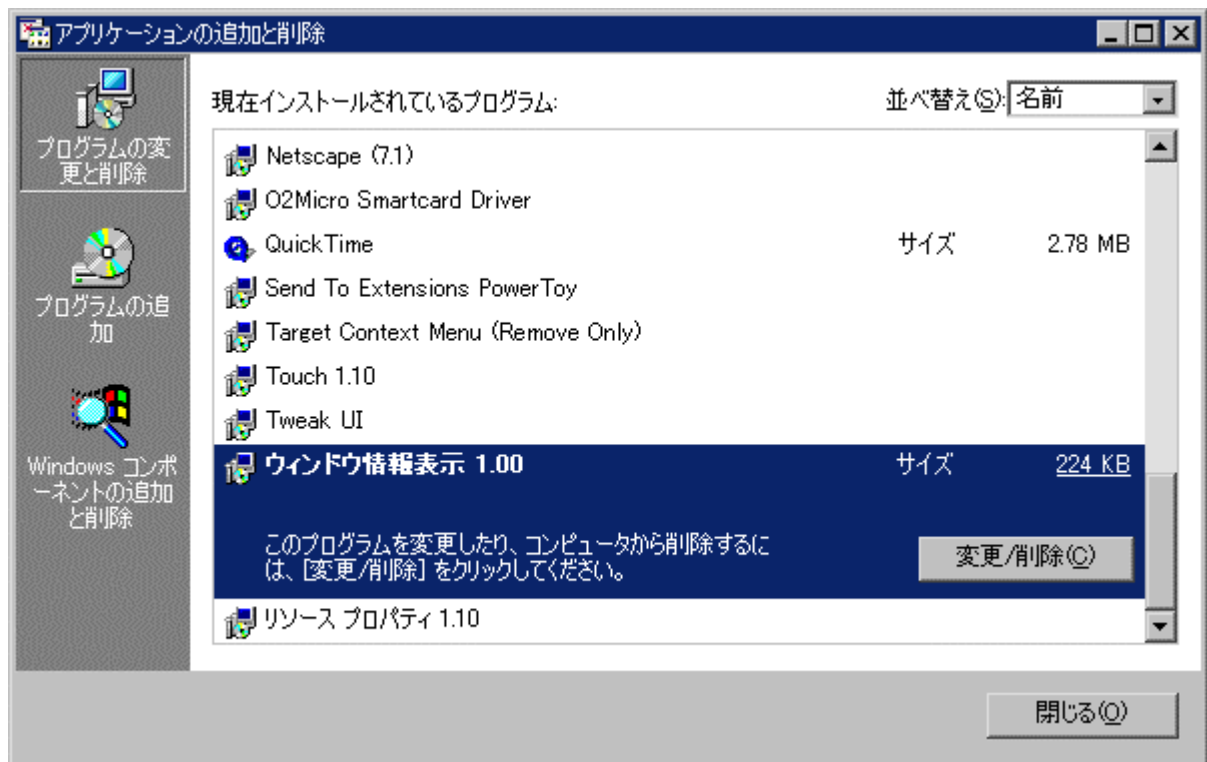 アプリケーションの追加と削除
プログラムの変
更と削除
プログラムの追
加
Windows コンポ
ーネントの追加
と削除
現在インストールされているプログラム:
並べ替え(S): 名前
Netscape (7.1)
O2Micro Smartcard Driver
QuickTime サイズ 2.78 MB
Send To Extensions PowerToy
Target Context Menu (Remove Only)
Touch 1.10
Tweak UI
ウィンドウ情報表示 1.00 サイズ 224 KB
このプログラムを変更したり、コンピュータから削除するに
は、[変更/削除] をクリックしてください。
変更/削除(C)
リソース プロパティ 1.10
閉じる(O)